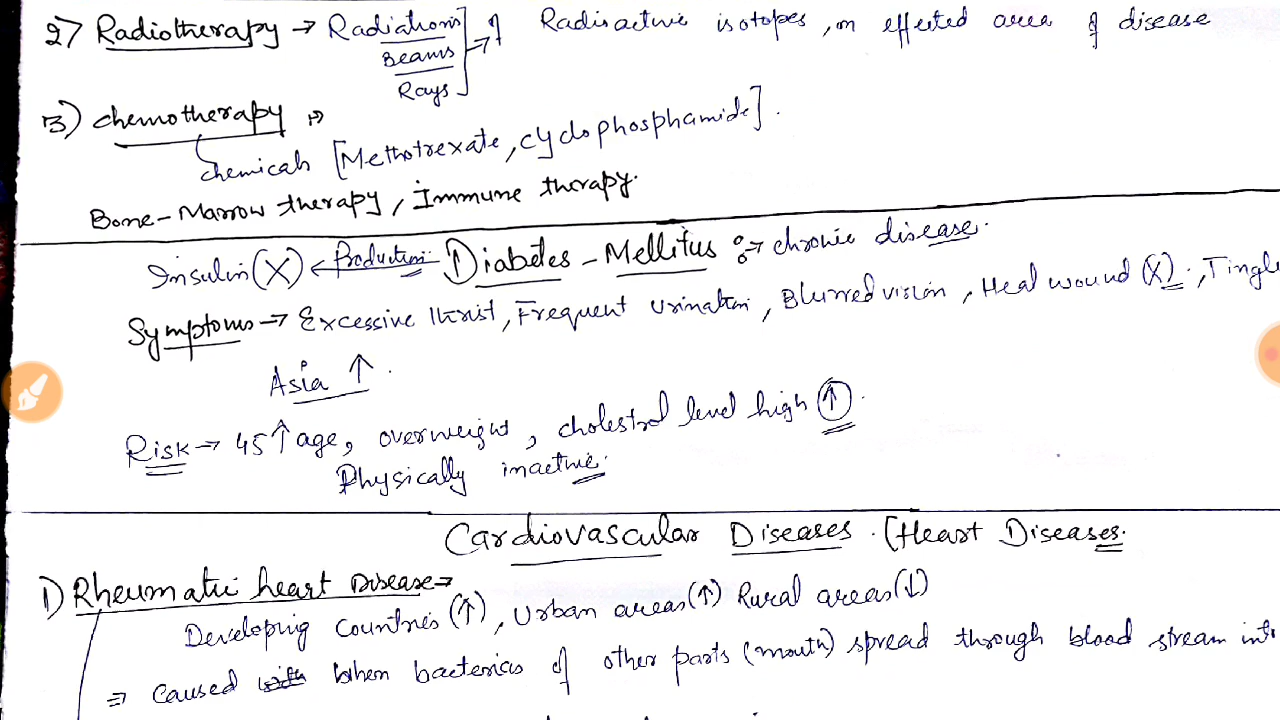 2) Radiotherapy → Radiations
Beams
Rays
of Radioactive isotopes, on effected area of disease
3) Chemotherapy ⇒
chemicals [Methotrexate, cyclophosphamide].
Bone-Marrow therapy, Immune therapy.
Insulin (X) ← Production ↑ Diabetes - Mellitus :→ chronic disease.
Symptoms → Excessive thrist, Frequent urination, Blurred vision, Heal wound (X), Tingle
Asia ↑.
Risk → 45 ↑ age, overweight, cholestrol level high ↑.
Physically inactive.
Cardiovascular Diseases. (Heart Diseases.
1) Rheumatic heart Disease →
Developing Countries (↑), Urban areas (↑) Rural areas (↓)
⇒ caused when bacterias of other parts (mouth) spread through blood stream into